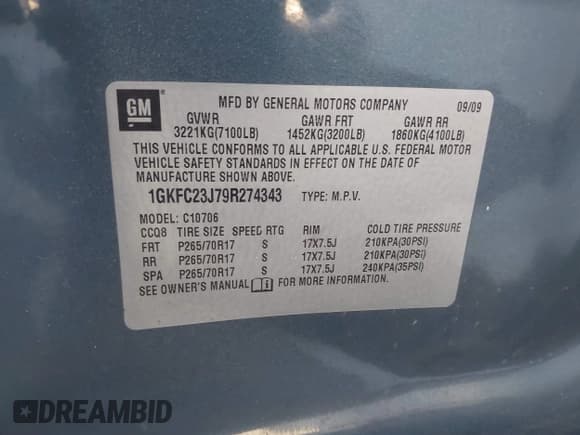 GM
MFD BY GENERAL MOTORS COMPANY 09/09
GVWR GAWR FRT GAWR RR
3221KG(7100LB) 1452KG(3200LB) 1860KG(4100LB)
THIS VEHICLE CONFORMS TO ALL APPLICABLE U.S. FEDERAL MOTOR
VEHICLE SAFETY STANDARDS IN EFFECT ON THE DATE OF
MANUFACTURE SHOWN ABOVE.
1GKFC23J79R274343 TYPE: M.P.V.
MODEL: C10706
CCQ8 TIRE SIZE SPEED RTG RIM COLD TIRE PRESSURE
FRT P265/70R17 S 17X7.5J 210KPA(30PSI)
RR P265/70R17 S 17X7.5J 210KPA(30PSI)
SPA P265/70R17 S 17X7.5J 240KPA(35PSI)
SEE OWNER'S MANUAL FOR MORE INFORMATION.
DREAMBID